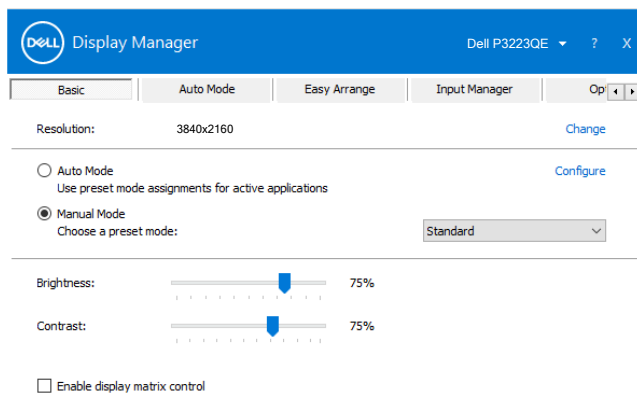 DELL Display Manager Dell P3223QE ? X
Basic Auto Mode Easy Arrange Input Manager Op
Resolution: 3840x2160 Change
Auto Mode Configure
Use preset mode assignments for active applications
Manual Mode
Choose a preset mode: Standard
Brightness: 75%
Contrast: 75%
Enable display matrix control